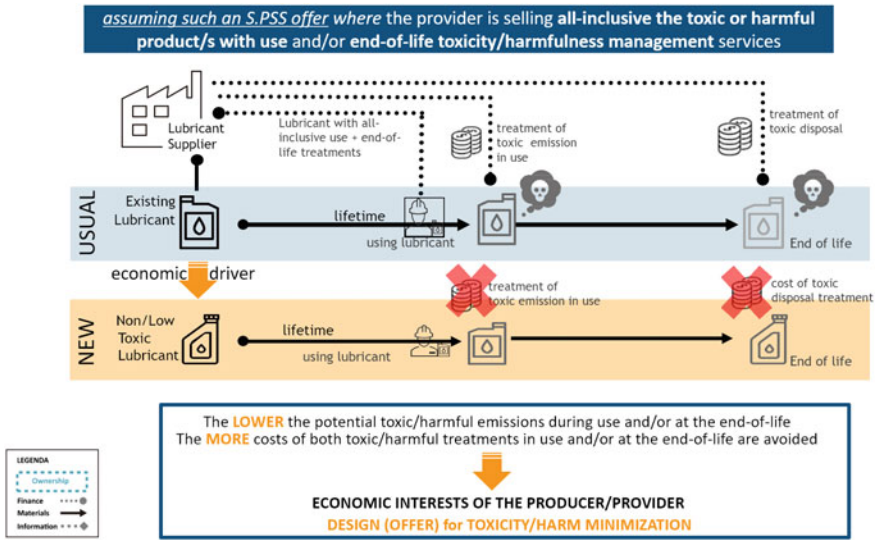 assuming such an S.PSS offer where the provider is selling all-inclusive the toxic or harmful
product/s with use and/or end-of-life toxicity/harmfulness management services
Lubricant
Supplier
Lubricant with all-
inclusive use + end-of-
life treatments
treatment of
toxic emission
in use
treatment of
toxic disposal
USUAL
Existing
Lubricant
lifetime
using lubricant
End of life
economic driver
treatment of
toxic emission in use
cost of toxic
disposal treatment
NEW
Non/Low
Toxic
Lubricant
lifetime
using lubricant
End of life
The LOWER the potential toxic/harmful emissions during use and/or at the end-of-life
The MORE costs of both toxic/harmful treatments in use and/or at the end-of-life are avoided
ECONOMIC INTERESTS OF THE PRODUCER/PROVIDER
DESIGN (OFFER) for TOXICITY/HARM MINIMIZATION
LEGENDA
Ownership
Finance
Materials
Information